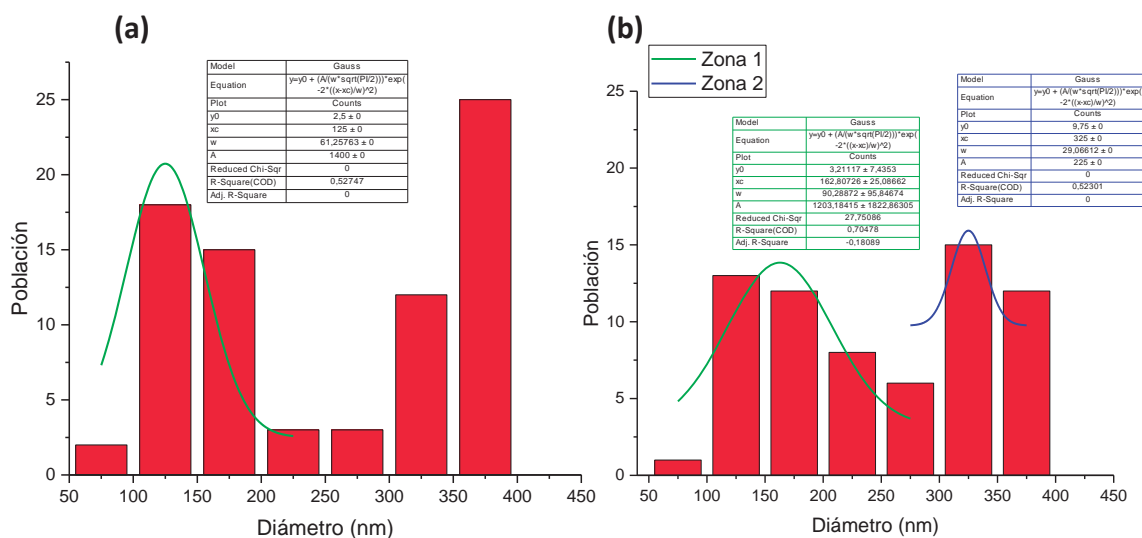 (a)
Model Gauss
Equation y=y0 + (A/(w*sqrt(PI/2)))*exp(
-2*((x-xc)/w)^2)
Plot Counts
y0 2,5 ± 0
xc 125 ± 0
w 61,25763 ± 0
A 1400 ± 0
Reduced Chi-Sqr 0
R-Square(COD) 0,52747
Adj. R-Square 0
25
20
15
10
5
0
50 100 150 200 250 300 350 400 450
Población
Diámetro (nm)
(b)
Zona 1
Zona 2
Model Gauss
Equation y=y0 + (A/(w*sqrt(PI/2)))*exp(
-2*((x-xc)/w)^2)
Plot Counts
y0 3,21117 ± 7,4353
xc 162,80726 ± 25,08662
w 90,28872 ± 95,84674
A 1203,18415 ± 1822,86305
Reduced Chi-Sqr 27,75086
R-Square(COD) 0,70478
Adj. R-Square -0,18089
Model Gauss
Equation y=y0 + (A/(w*sqrt(PI/2)))*exp(
-2*((x-xc)/w)^2)
Plot Counts
y0 9,75 ± 0
xc 325 ± 0
w 29,06612 ± 0
A 225 ± 0
Reduced Chi-Sqr 0
R-Square(COD) 0,52301
Adj. R-Square 0
25
20
15
10
5
0
50 100 150 200 250 300 350 400 450
Población
Diámetro (nm)